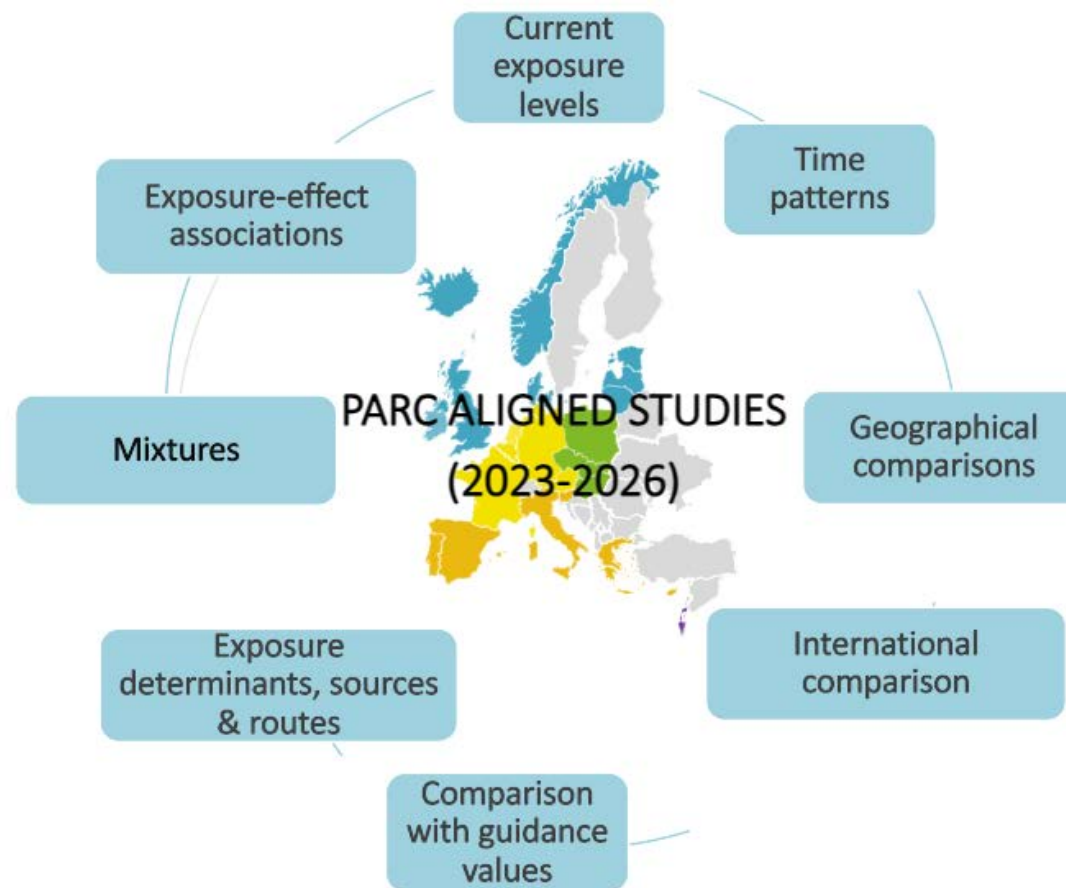 Current
exposure
levels
Time
patterns
Exposure-effect
associations
PARC ALIGNED STUDIES
(2023-2026)
Geographical
comparisons
Mixtures
International
comparison
Exposure
determinants, sources
& routes
Comparison
with guidance
values